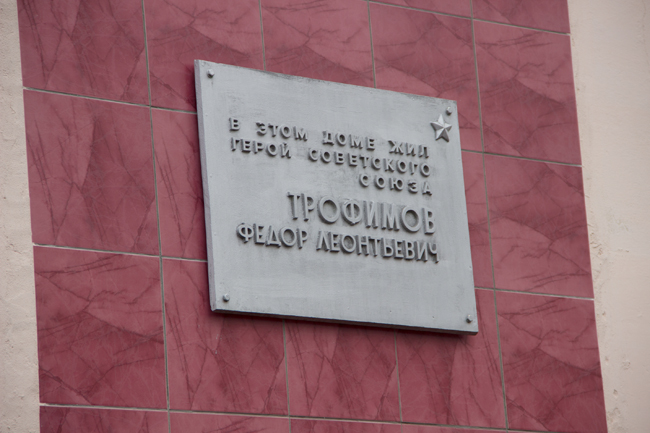 В ЭТОМ ДОМЕ ЖИЛ
ГЕРОЙ СОВЕТСКОГО
СОЮЗА
ТРОФИМОВ
ФЕДОР ЛЕОНТЬЕВИЧ